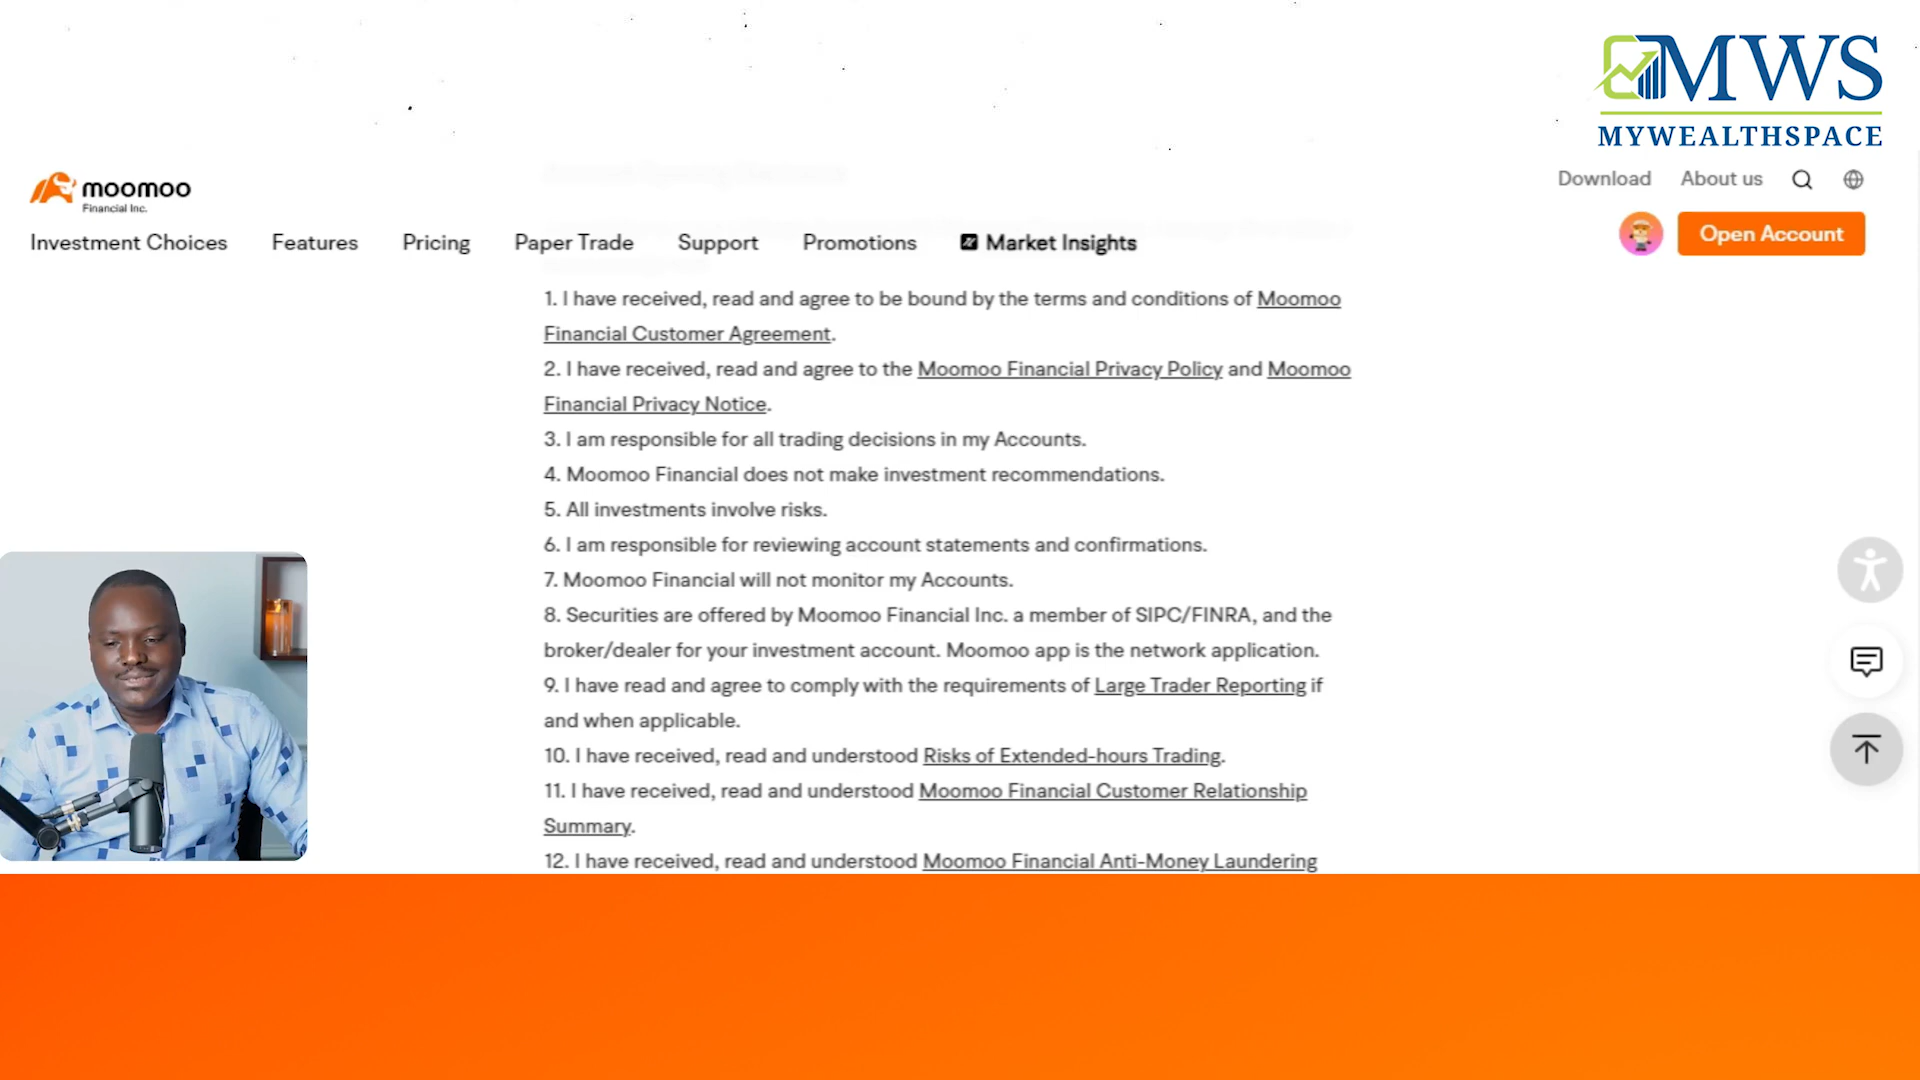 MWS
MYWEALTHSPACE
moomoo
Financial Inc.
Download About us
Investment Choices Features Pricing Paper Trade Support Promotions Market Insights Open Account
1. I have received, read and agree to be bound by the terms and conditions of Moomoo
Financial Customer Agreement.
2. I have received, read and agree to the Moomoo Financial Privacy Policy and Moomoo
Financial Privacy Notice.
3. I am responsible for all trading decisions in my Accounts.
4. Moomoo Financial does not make investment recommendations.
5. All investments involve risks.
6. I am responsible for reviewing account statements and confirmations.
7. Moomoo Financial will not monitor my Accounts.
8. Securities are offered by Moomoo Financial Inc. a member of SIPC/FINRA, and the
broker/dealer for your investment account. Moomoo app is the network application.
9. I have read and agree to comply with the requirements of Large Trader Reporting if
and when applicable.
10. I have received, read and understood Risks of Extended-hours Trading.
11. I have received, read and understood Moomoo Financial Customer Relationship
Summary.
12. I have received, read and understood Moomoo Financial Anti-Money Laundering